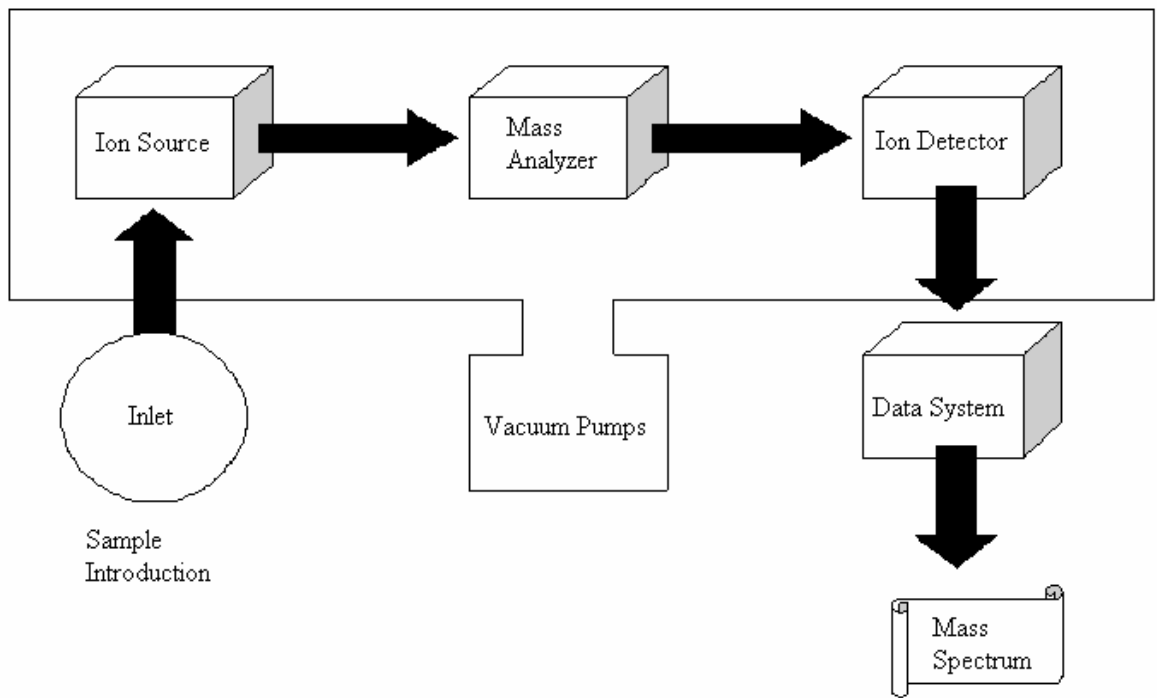 Ion Source
Mass
Analyzer
Ion Detector
Inlet
Vacuum Pumps
Data System
Sample
Introduction
Mass
Spectrum